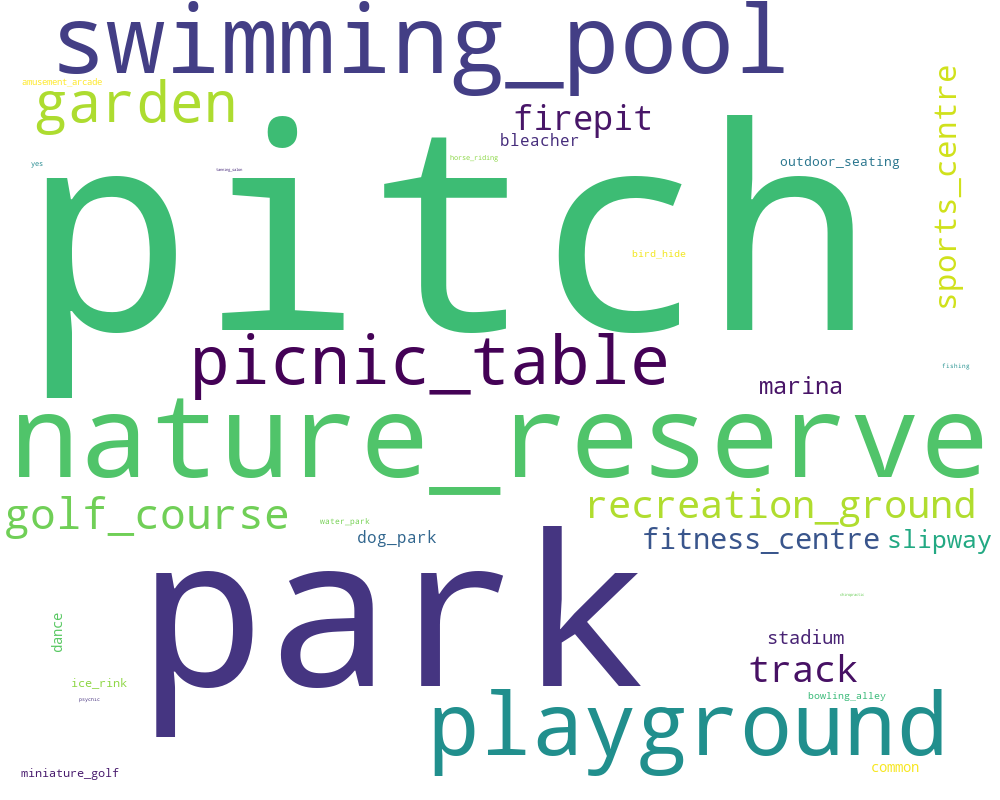 swimming_pool
amusement_arcade
garden
firepit
bleacher
sports_centre
yes
horse_riding
outdoor_seating
pitch
bird_hide
picnic_table
fishing
marina
nature_reserve
golf_course
recreation_ground
water_park
dog_park
fitness_centre
slipway
park
dance
stadium
track
ice_rink
psychic
bowling_alley
playground
common
miniature_golf